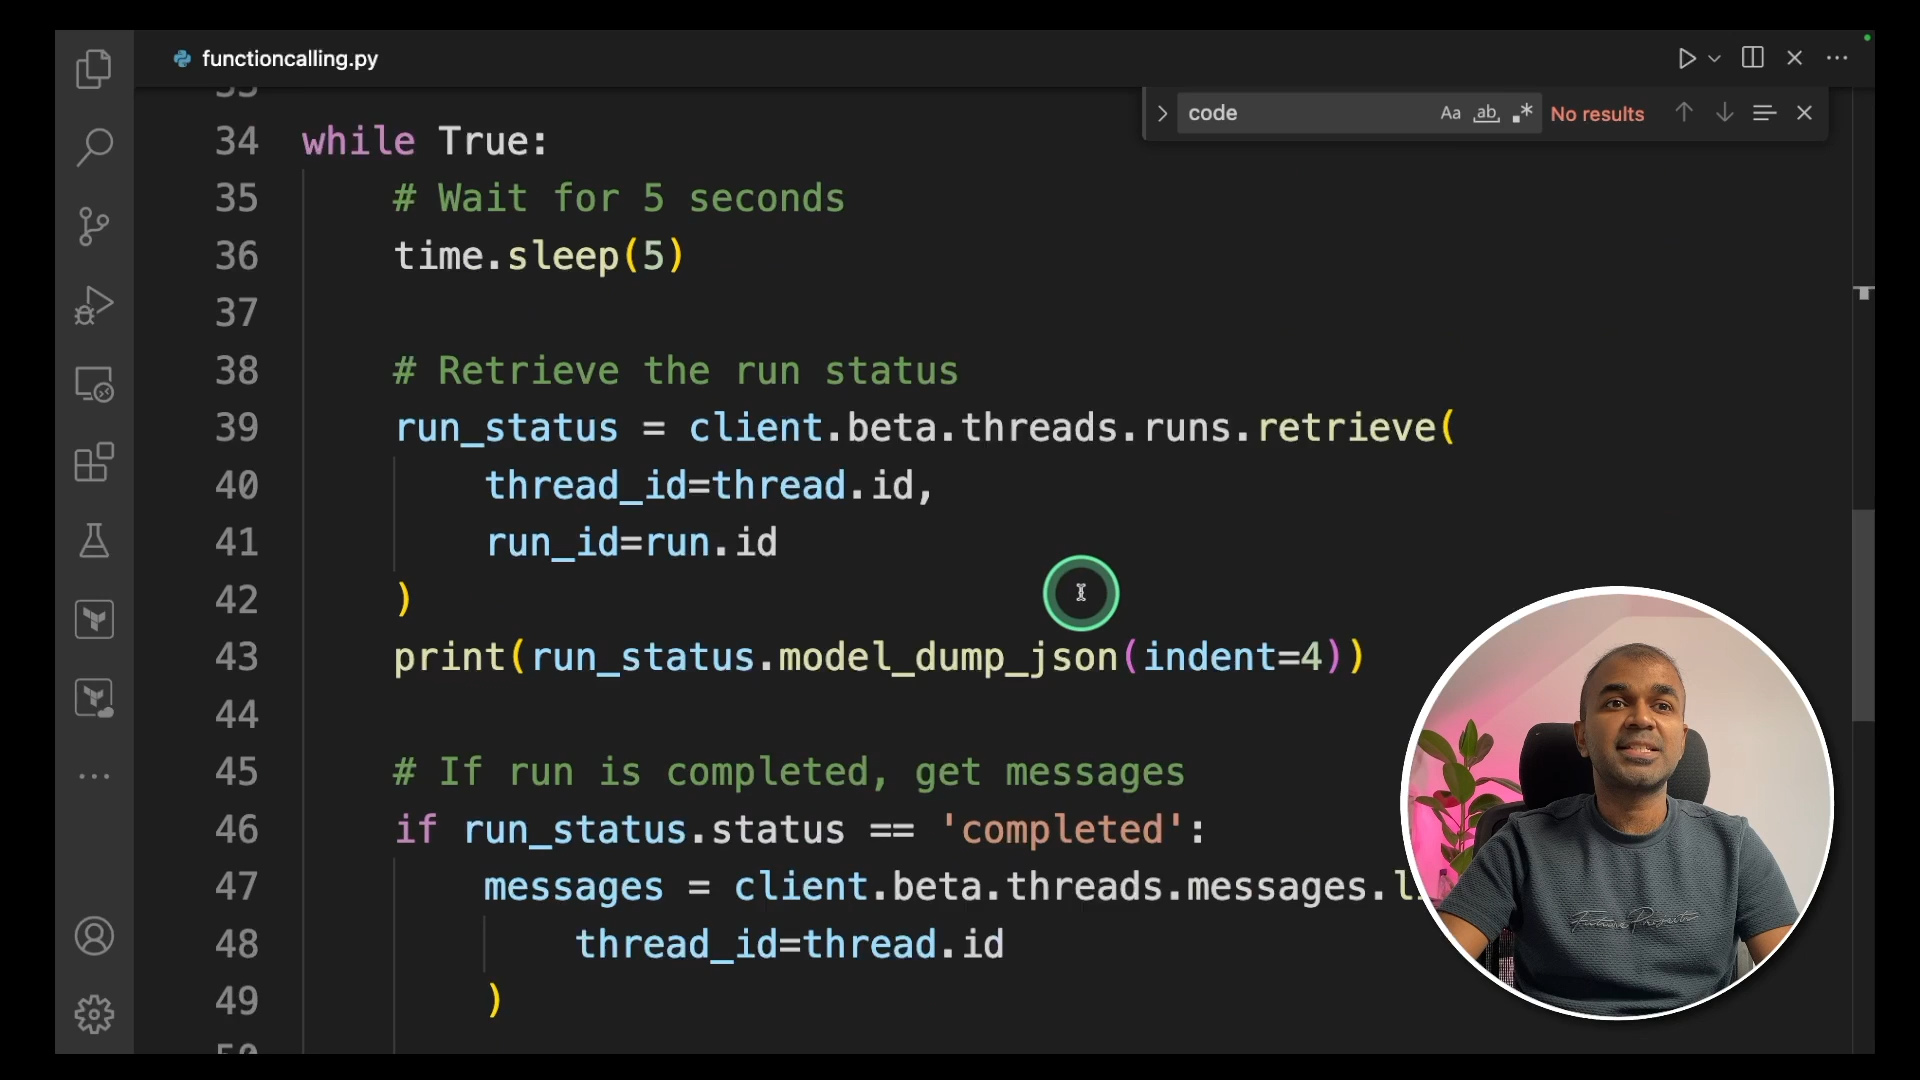 functioncalling.py
code
Aa
ab
No results
34 while True:
35 # Wait for 5 seconds
36 time.sleep(5)
37
38 # Retrieve the run status
39 run_status = client.beta.threads.runs.retrieve(
40 thread_id=thread.id,
41 run_id=run.id
42 )
43 print(run_status.model_dump_json(indent=4))
44
45 # If run is completed, get messages
46 if run_status.status == 'completed':
47 messages = client.beta.threads.messages.li
48 thread_id=thread.id
49 )